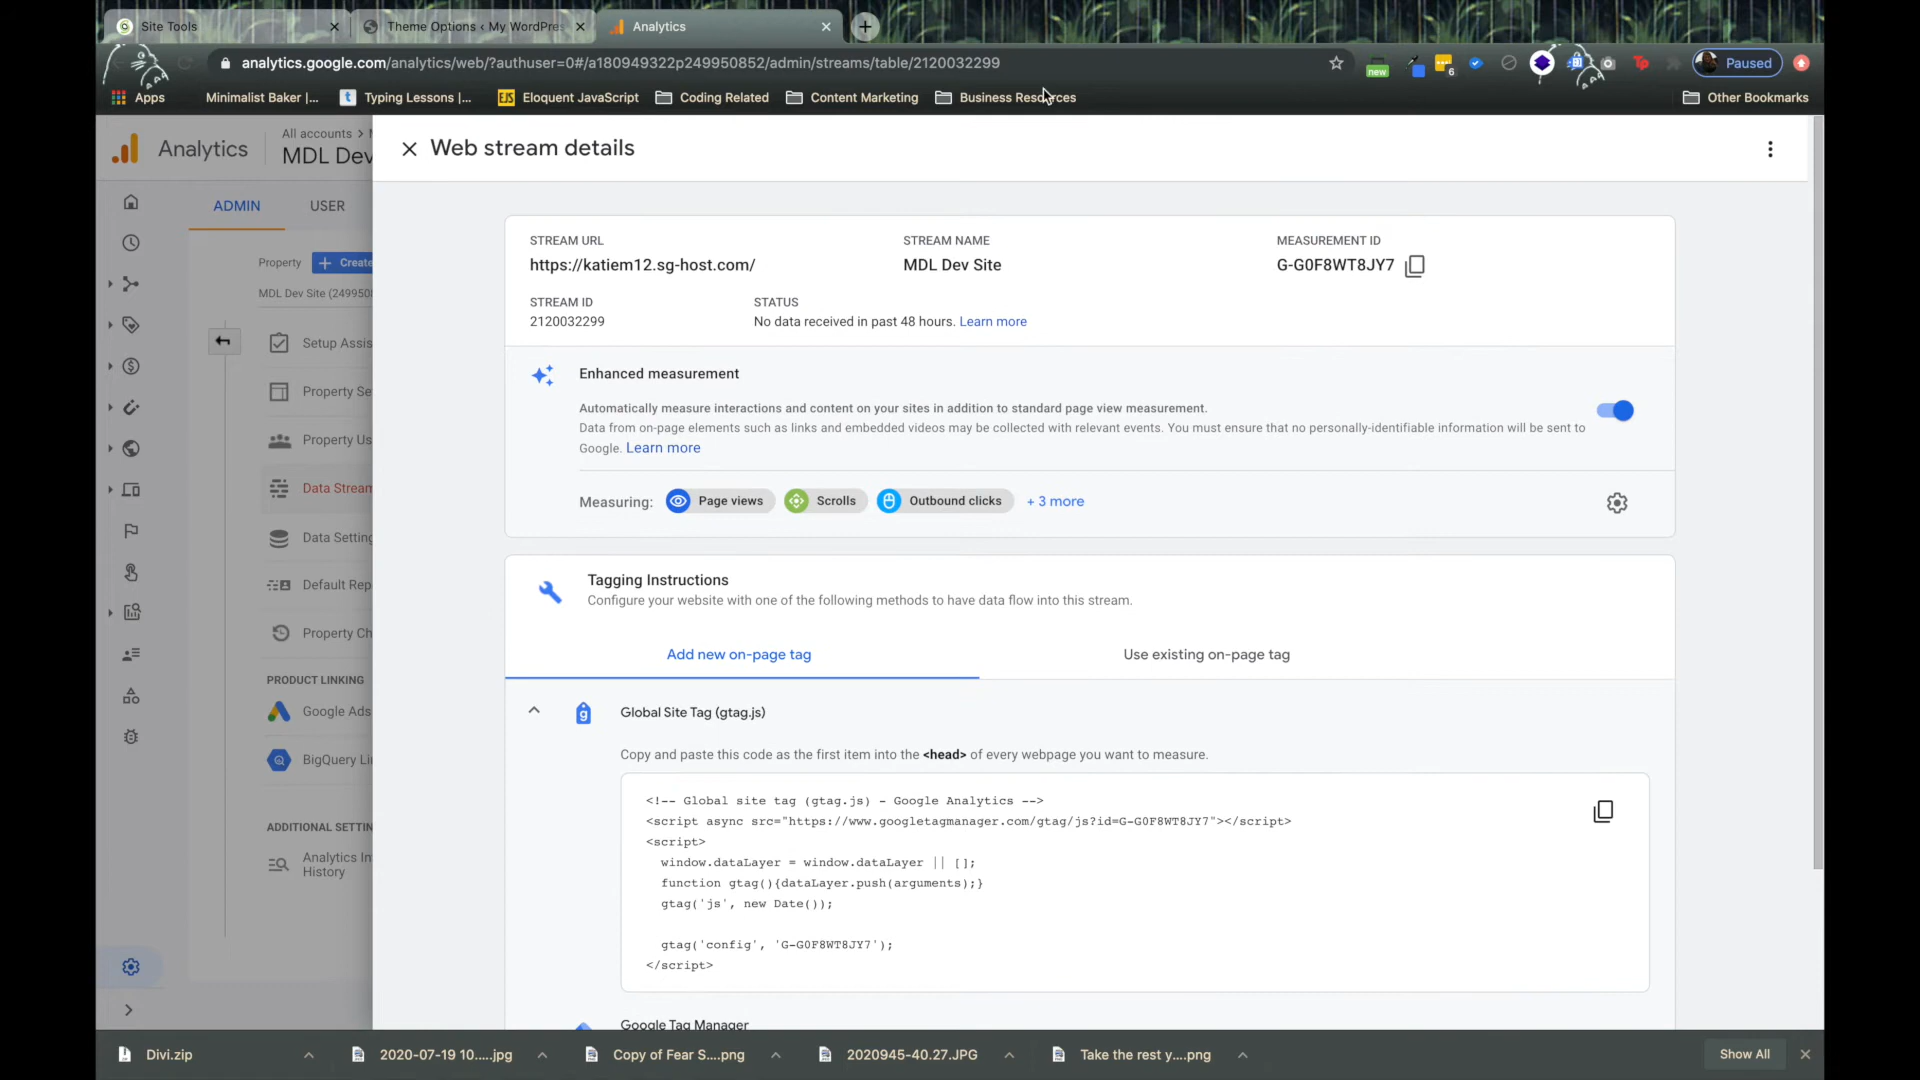 Site Tools
Theme Options ‹ My WordPres
Analytics
analytics.google.com/analytics/web/?authuser=0#/a180949322p249950852/admin/streams/table/2120032299
new
6
Paused
Apps
Minimalist Baker |...
Typing Lessons |...
EJS
Eloquent JavaScript
Coding Related
Content Marketing
Business Resources
Other Bookmarks
Analytics
All accounts >
MDL Dev
Web stream details
ADMIN
USER
Property
+ Create
MDL Dev Site (2499508
Setup Assis
Property Se
Property Us
Data Stream
Data Setting
Default Rep
Property Ch
PRODUCT LINKING
Google Ads
BigQuery Li
ADDITIONAL SETTIN
Analytics In
History
STREAM URL
https://katiem12.sg-host.com/
STREAM NAME
MDL Dev Site
MEASUREMENT ID
G-G0F8WT8JY7
STREAM ID
2120032299
STATUS
No data received in past 48 hours. Learn more
Enhanced measurement
Automatically measure interactions and content on your sites in addition to standard page view measurement.
Data from on-page elements such as links and embedded videos may be collected with relevant events. You must ensure that no personally-identifiable information will be sent to
Google. Learn more
Measuring:
Page views
Scrolls
Outbound clicks
+ 3 more
Tagging Instructions
Configure your website with one of the following methods to have data flow into this stream.
Add new on-page tag
Use existing on-page tag
g
Global Site Tag (gtag.js)
Copy and paste this code as the first item into the <head> of every webpage you want to measure.
<!-- Global site tag (gtag.js) - Google Analytics -->
<script async src="https://www.googletagmanager.com/gtag/js?id=G-G0F8WT8JY7"></script>
<script>
window.dataLayer = window.dataLayer || [];
function gtag(){dataLayer.push(arguments);}
gtag('js', new Date());
gtag('config', 'G-G0F8WT8JY7');
</script>
Google Tag Manager
Divi.zip
2020-07-19 10.....jpg
Copy of Fear S....png
2020945-40.27.JPG
Take the rest y....png
Show All